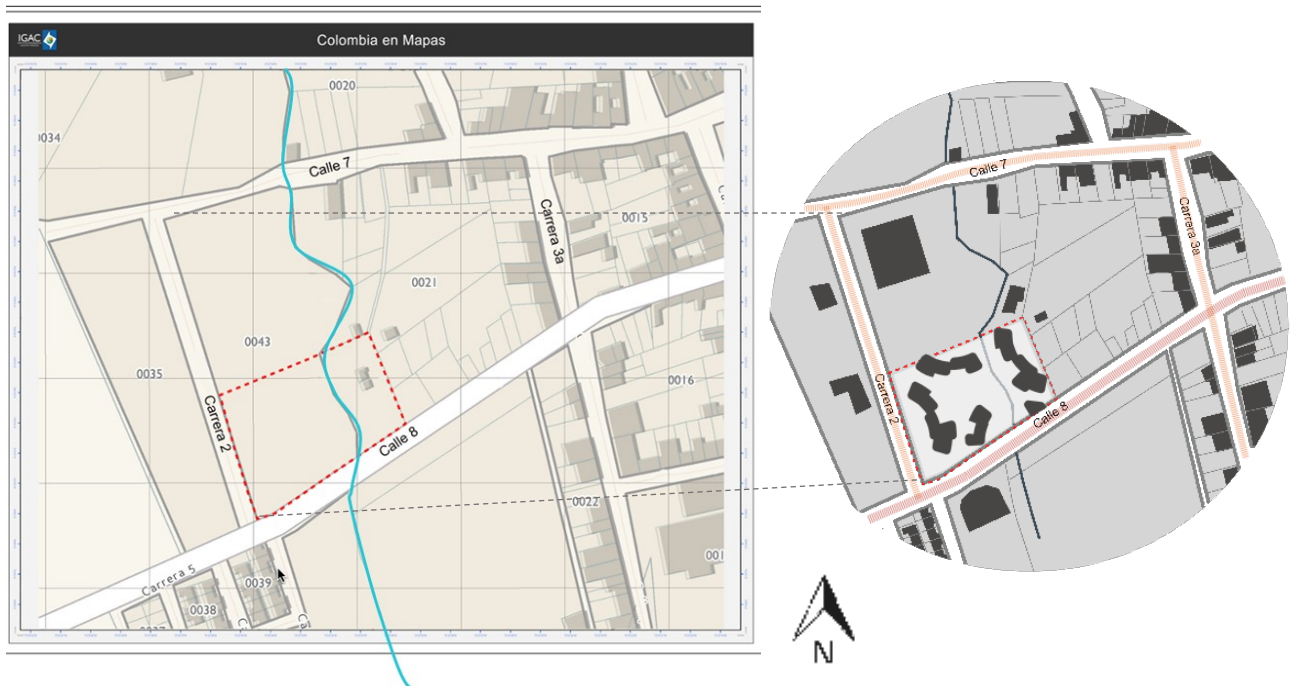 IGAC
Colombia en Mapas
0020
0034
Calle 7
Carrera 3a
0015
0021
0043
0035
0016
Carrera 2
Calle 8
0022
Carrera 5
0039
0038
Calle 7
Carrera 3a
Carrera 2
Calle 8
N